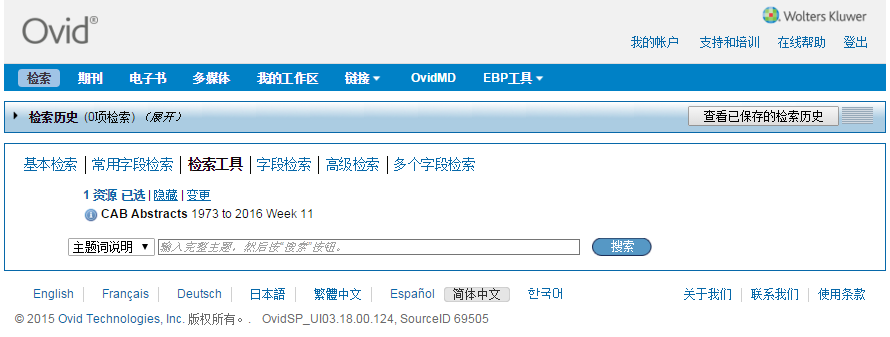 Ovid®
Wolters Kluwer
我的帐户 支持和培训 在线帮助 登出
检索 期刊 电子书 多媒体 我的工作区 链接 OvidMD EBP工具
检索历史 (0项检索) (展开) 查看已保存的检索历史
基本检索 | 常用字段检索 | 检索工具 | 字段检索 | 高级检索 | 多个字段检索
1 资源 已选 | 隐藏 | 变更
CAB Abstracts 1973 to 2016 Week 11
主题词说明 输入完整主题，然后按"搜索"按钮。 搜索
English | Français | Deutsch | 日本語 | 繁體中文 | Español 简体中文 한국어 关于我们 | 联系我们 | 使用条款
© 2015 Ovid Technologies, Inc. 版权所有。. OvidSP_UI03.18.00.124, SourceID 69505